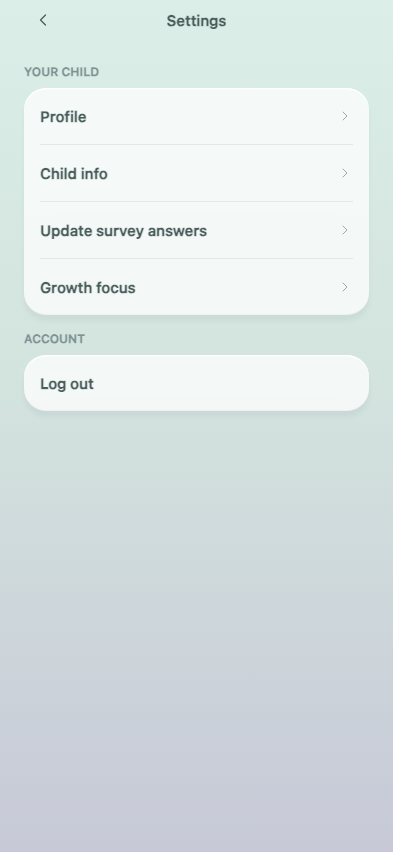 Settings
YOUR CHILD
Profile
Child info
Update survey answers
Growth focus
ACCOUNT
Log out